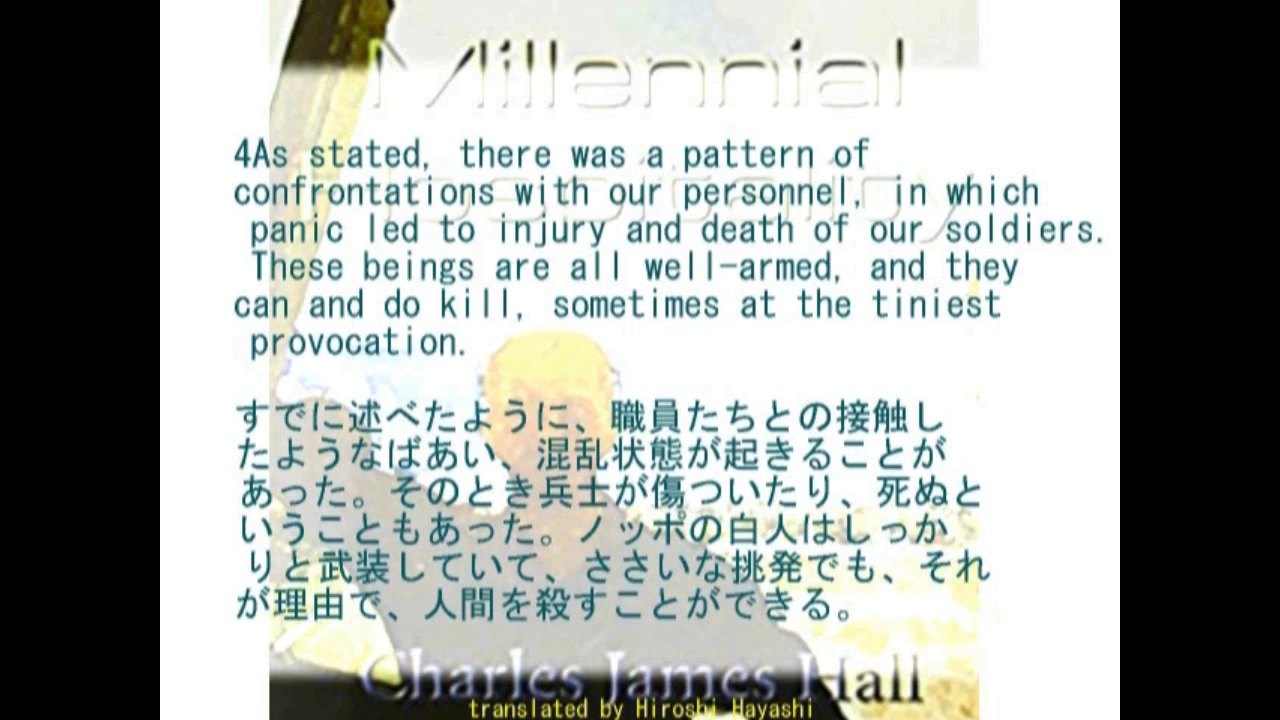 Millennial
Hospitality
4As stated, there was a pattern of
confrontations with our personnel, in which
panic led to injury and death of our soldiers.
These beings are all well-armed, and they
can and do kill, sometimes at the tiniest
provocation.
すでに述べたように、職員たちとの接触し
たようなばあい、混乱状態が起きることが
あった。そのとき兵士が傷ついたり、死ぬと
いうこともあった。ノッポの白人はしっか
りと武装していて、ささいな挑発でも、それ
が理由で、人間を殺すことができる。
Charles James Hall
translated by Hiroshi Hayashi